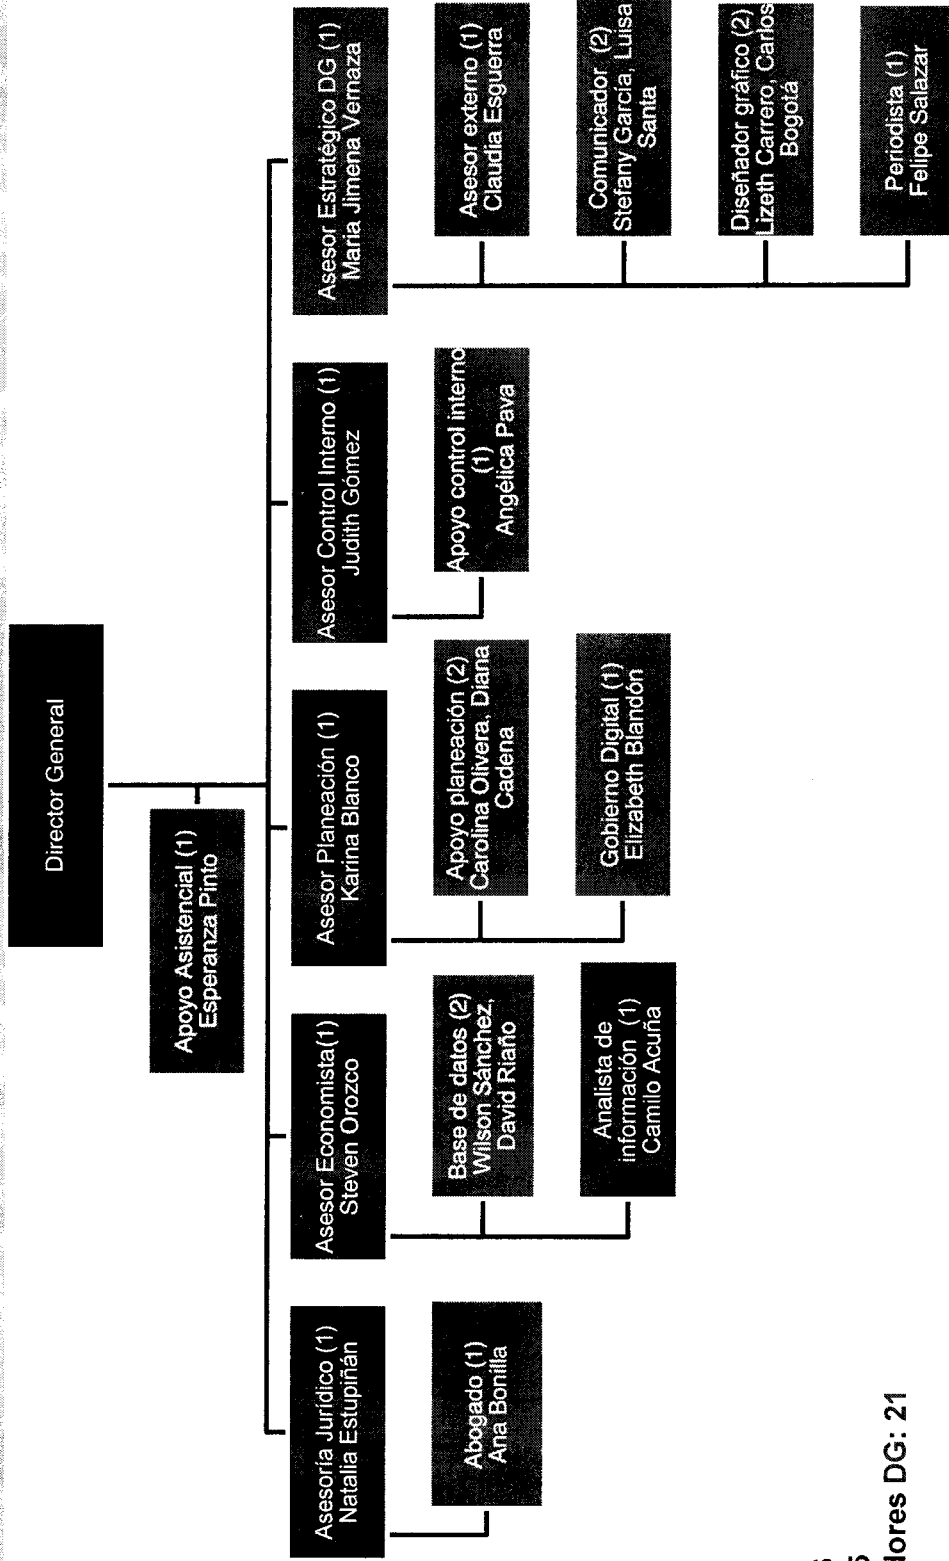 Director General
Apoyo Asistencial (1)
Esperanza Pinto
Asesoría Jurídico (1)
Natalia Estupiñán
Abogado (1)
Ana Bonilla
Asesor Economista(1)
Steven Orozco
Base de datos (2)
Wilson Sánchez,
David Riaño
Analista de
información (1)
Camilo Acuña
Asesor Planeación (1)
Karina Blanco
Apoyo planeación (2)
Carolina Olivera, Diana
Cadena
Gobierno Digital (1)
Elizabeth Blandón
Asesor Control Interno (1)
Judith Gómez
Apoyo control interno
(1)
Angélica Pava
Asesor Estratégico DG (1)
Maria Jimena Vernaza
Asesor externo (1)
Claudia Esguerra
Comunicador (2)
Stefany García, Luisa
Santa
Diseñador gráfico (2)
Lizeth Carrero, Carlos
Bogotá
Periodista (1)
Felipe Salazar
dores DG: 21